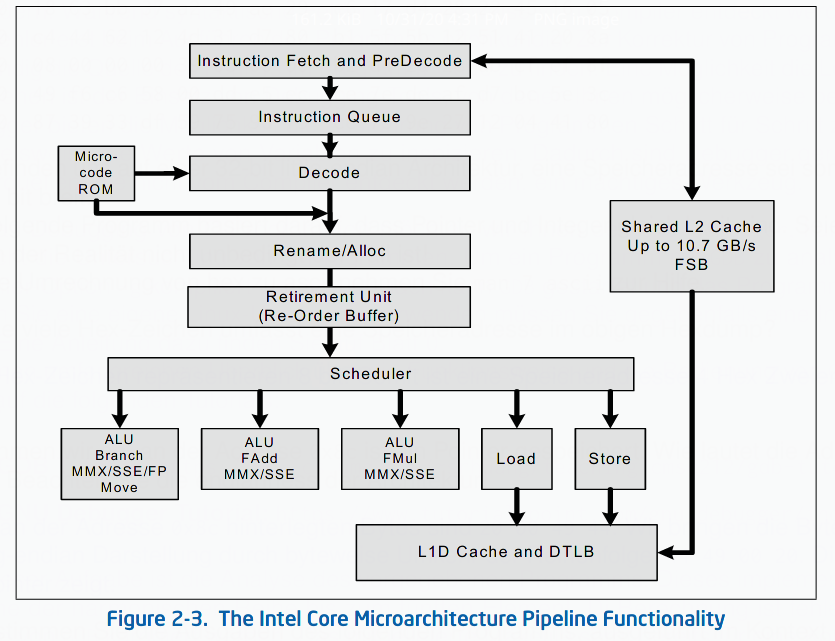 Instruction Fetch and PreDecode
Instruction Queue
Micro-
code
ROM
Decode
Shared L2 Cache
Up to 10.7 GB/s
FSB
Rename/Alloc
Retirement Unit
(Re-Order Buffer)
Scheduler
ALU
Branch
MMX/SSE/FP
Move
ALU
FAdd
MMX/SSE
ALU
FMul
MMX/SSE
Load
Store
L1D Cache and DTLB
Figure 2-3. The Intel Core Microarchitecture Pipeline Functionality